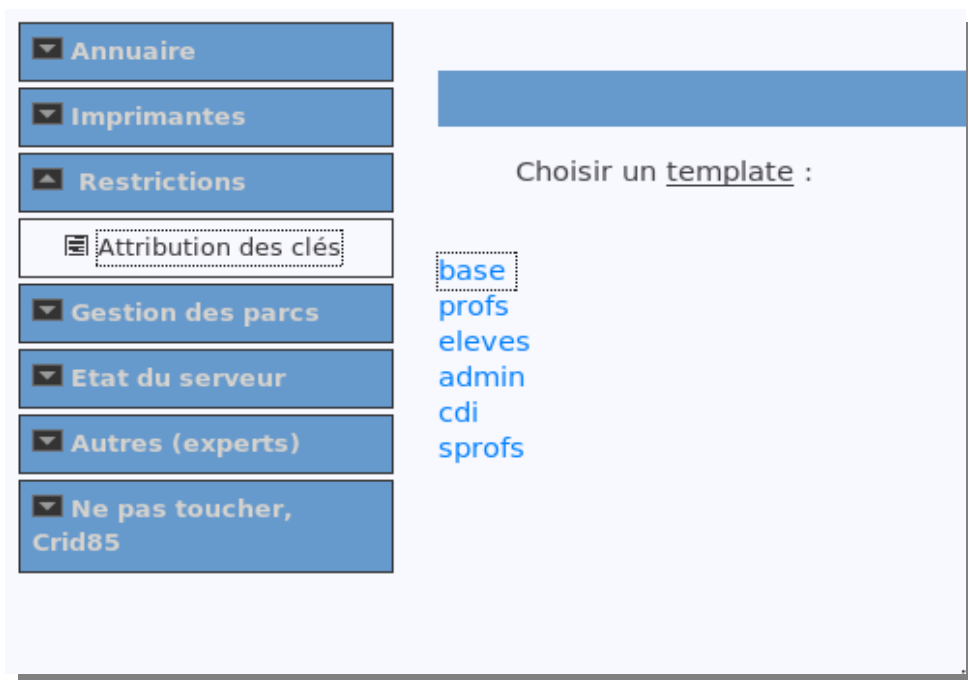 Annuaire
Imprimantes
Restrictions
Attribution des clés
Gestion des parcs
Etat du serveur
Autres (experts)
Ne pas toucher,
Crid85
Choisir un template :
base
profs
eleves
admin
cdi
sprofs